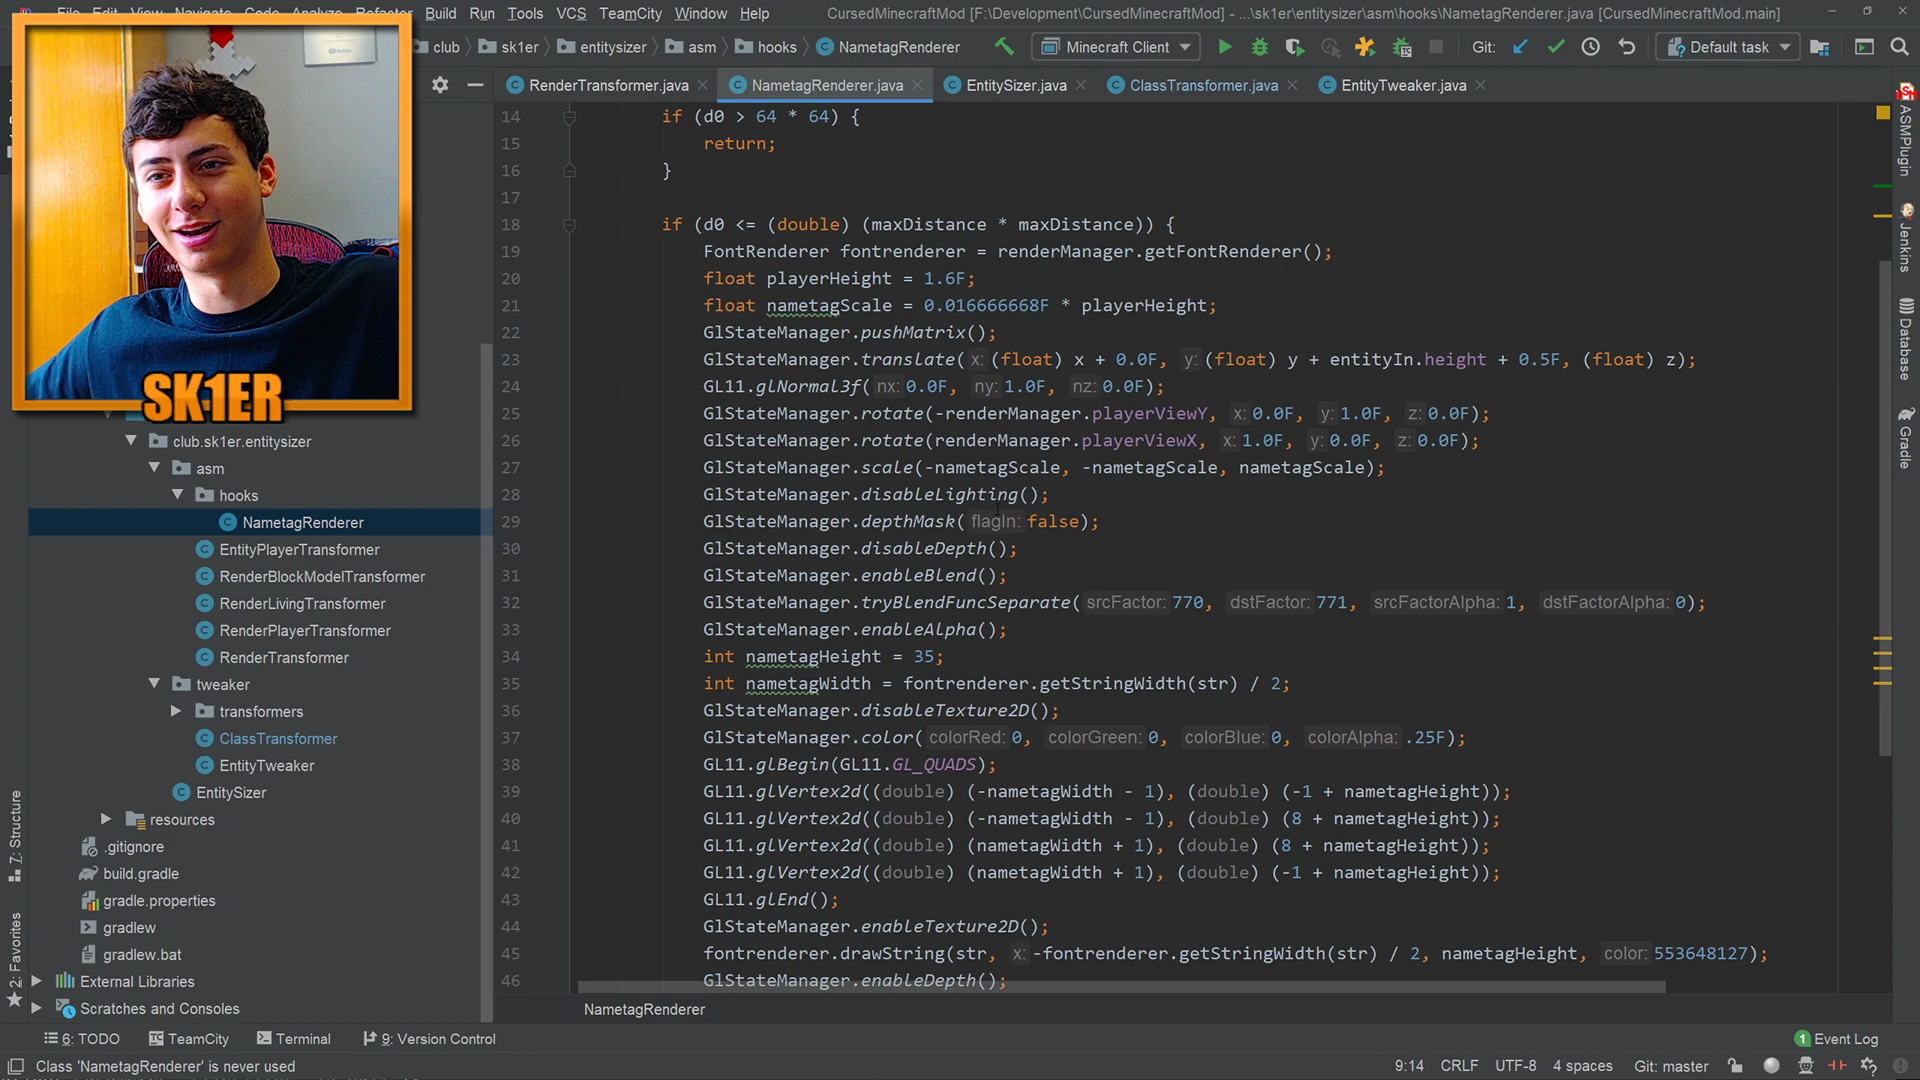 Build Run Tools VCS TeamCity Window Help CursedMinecraftMod [F:\Development\CursedMinecraftMod] - ...\sk1er\entitysizer\asm\hooks\NametagRenderer.java [CursedMinecraftMod.main]
club sk1er entitysizer asm hooks NametagRenderer Minecraft Client Git: Default task
RenderTransformer.java NametagRenderer.java EntitySizer.java ClassTransformer.java EntityTweaker.java
14 if (d0 > 64 * 64) {
15 return;
16 }
17
18 if (d0 <= (double) (maxDistance * maxDistance)) {
19 FontRenderer fontrenderer = renderManager.getFontRenderer();
20 float playerHeight = 1.6F;
21 float nametagScale = 0.016666668F * playerHeight;
22 GlStateManager.pushMatrix();
23 GlStateManager.translate( x: (float) x + 0.0F, y: (float) y + entityIn.height + 0.5F, (float) z);
24 GL11.glNormal3f( nx: 0.0F, ny: 1.0F, nz: 0.0F);
25 GlStateManager.rotate(-renderManager.playerViewY, x: 0.0F, y: 1.0F, z: 0.0F);
26 GlStateManager.rotate(renderManager.playerViewX, x: 1.0F, y: 0.0F, z: 0.0F);
27 GlStateManager.scale(-nametagScale, -nametagScale, nametagScale);
28 GlStateManager.disableLighting();
29 GlStateManager.depthMask( flagIn: false);
30 GlStateManager.disableDepth();
31 GlStateManager.enableBlend();
32 GlStateManager.tryBlendFuncSeparate( srcFactor: 770, dstFactor: 771, srcFactorAlpha: 1, dstFactorAlpha: 0);
33 GlStateManager.enableAlpha();
34 int nametagHeight = 35;
35 int nametagWidth = fontrenderer.getStringWidth(str) / 2;
36 GlStateManager.disableTexture2D();
37 GlStateManager.color( colorRed: 0, colorGreen: 0, colorBlue: 0, colorAlpha: .25F);
38 GL11.glBegin(GL11.GL_QUADS);
39 GL11.glVertex2d((double) (-nametagWidth - 1), (double) (-1 + nametagHeight));
40 GL11.glVertex2d((double) (-nametagWidth - 1), (double) (8 + nametagHeight));
41 GL11.glVertex2d((double) (nametagWidth + 1), (double) (8 + nametagHeight));
42 GL11.glVertex2d((double) (nametagWidth + 1), (double) (-1 + nametagHeight));
43 GL11.glEnd();
44 GlStateManager.enableTexture2D();
45 fontrenderer.drawString(str, x: -fontrenderer.getStringWidth(str) / 2, nametagHeight, color: 553648127);
46 GlStateManager.enableDepth();
SK1ER
club.sk1er.entitysizer
asm
hooks
NametagRenderer
EntityPlayerTransformer
RenderBlockModelTransformer
RenderLivingTransformer
RenderPlayerTransformer
RenderTransformer
tweaker
transformers
ClassTransformer
EntityTweaker
EntitySizer
resources
.gitignore
build.gradle
gradle.properties
gradlew
gradlew.bat
External Libraries
Scratches and Consoles
7: Structure
2: Favorites
ASMPlugin
Jenkins
Database
Gradle
NametagRenderer
6: TODO TeamCity Terminal 9: Version Control 1 Event Log
Class 'NametagRenderer' is never used 9:14 CRLF UTF-8 4 spaces Git: master